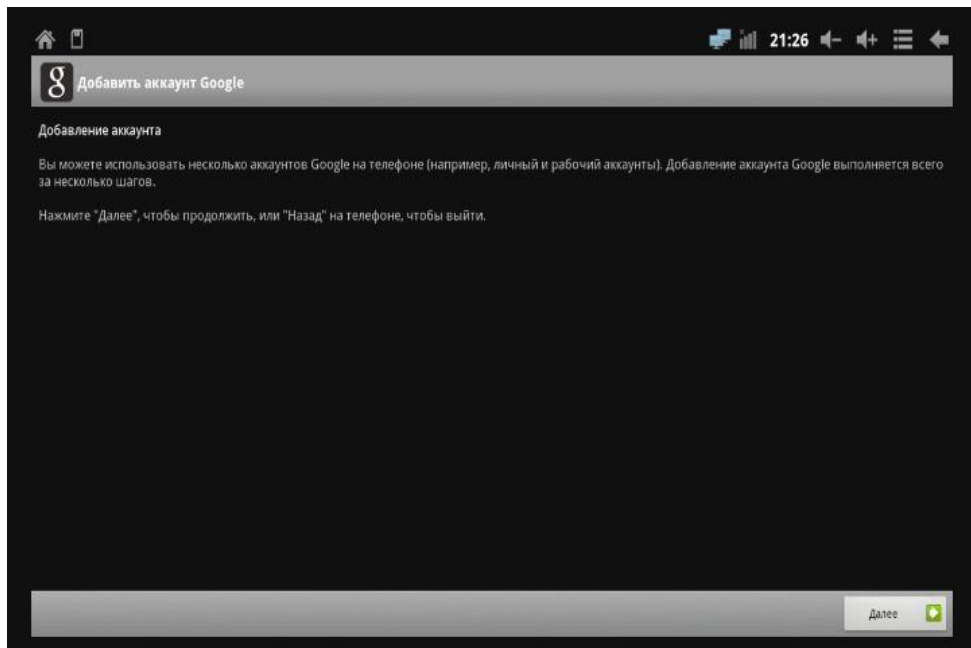 21:26
Добавить аккаунт Google
Добавление аккаунта
Вы можете использовать несколько аккаунтов Google на телефоне (например, личный и рабочий аккаунты). Добавление аккаунта Google выполняется всего
за несколько шагов.
Нажмите "Далее", чтобы продолжить, или "Назад" на телефоне, чтобы выйти.
Далее